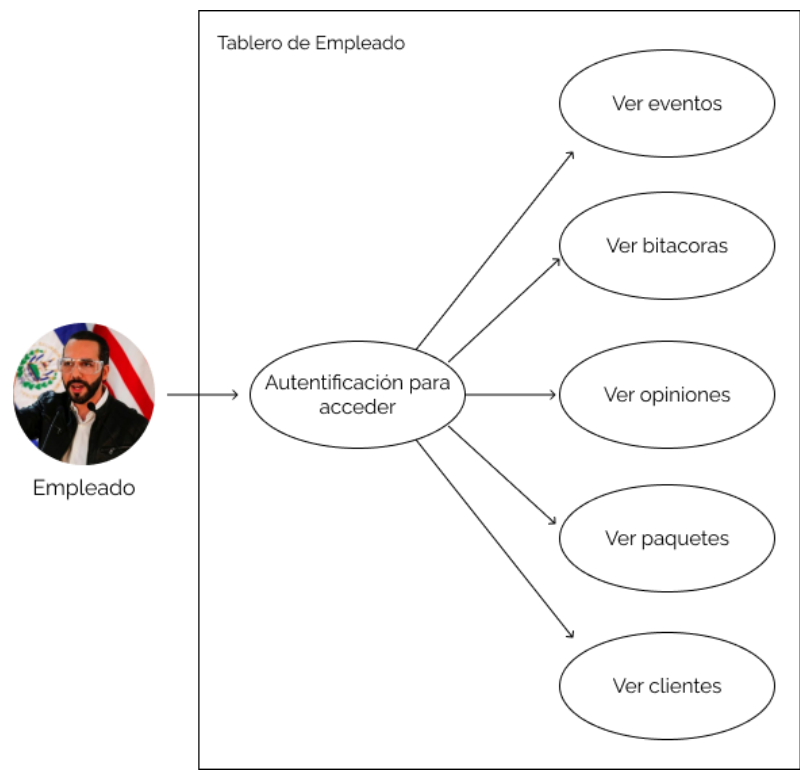 Tablero de Empleado
Ver eventos
Ver bitacoras
Autentificación para
acceder
Ver opiniones
Empleado
Ver paquetes
Ver clientes